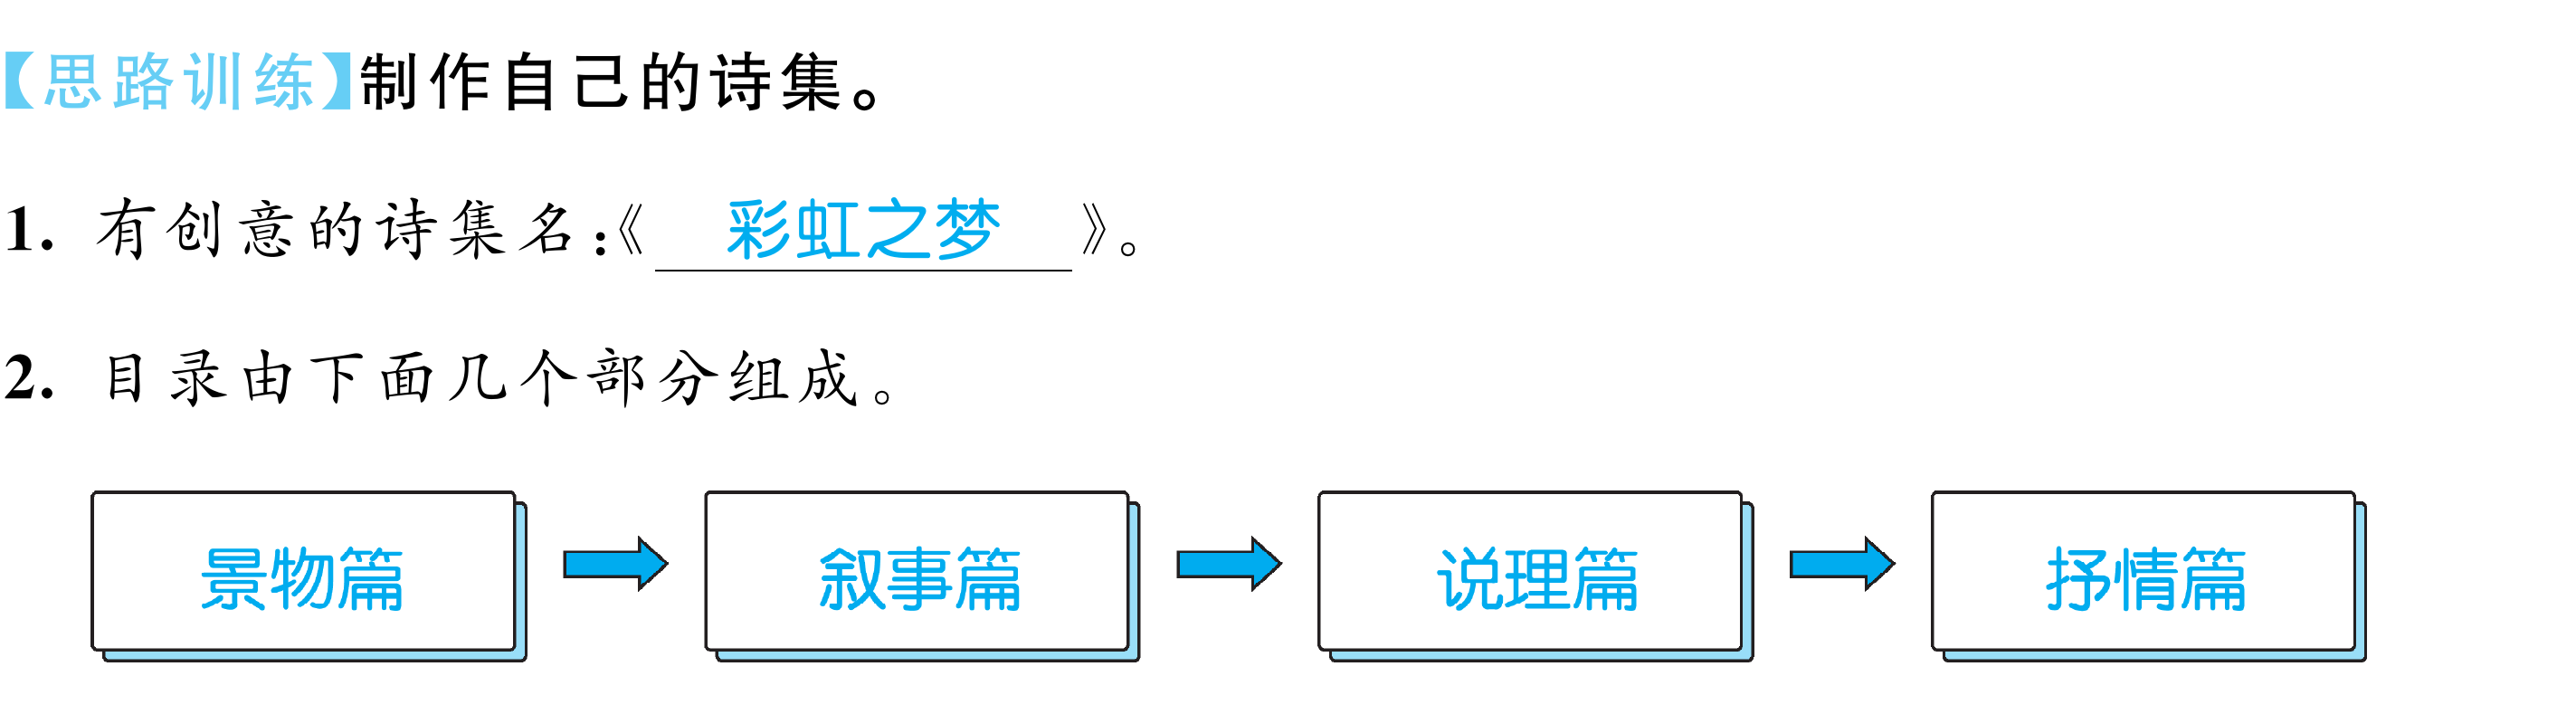 【思路训练】制作自己的诗集。
1. 有创意的诗集名:《彩虹之梦》。
2. 目录由下面几个部分组成。
景物篇 叙事篇 说理篇 抒情篇